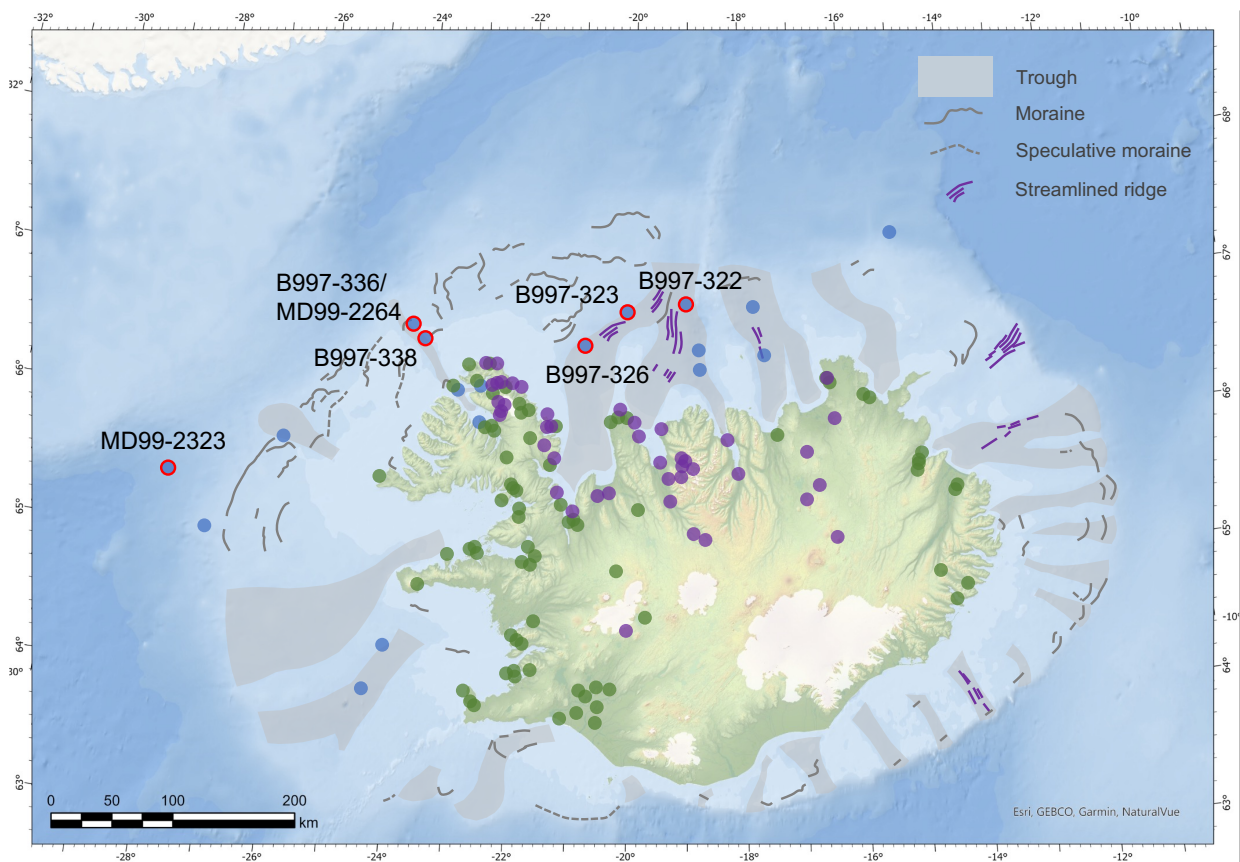 -32 -30 -28 -26 -24 -22 -20 -18 -16 -14 -12 -10
32°
Trough
Moraine
68°
Speculative moraine
Streamlined ridge
67°
67°
B997-336/
MD99-2264
B997-323
B997-322
B997-338
B997-326
66°
66°
MD99-2323
65°
65°
64°
-10°
30°
64°
63°
63°
0 50 100 200
km
Esri, GEBCO, Garmin, NaturalVue
-28 -26 -24 -22 -20 -18 -16 -14 -12